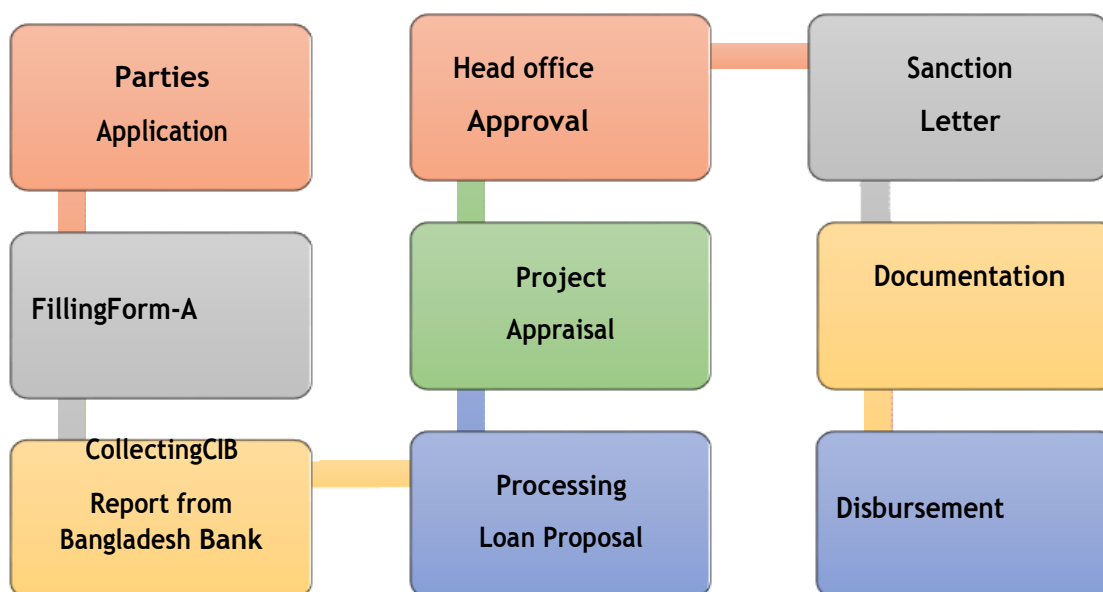 Parties
Application
FillingForm-A
CollectingCIB
Report from
Bangladesh Bank
Processing
Loan Proposal
Project
Appraisal
Head office
Approval
Sanction
Letter
Documentation
Disbursement